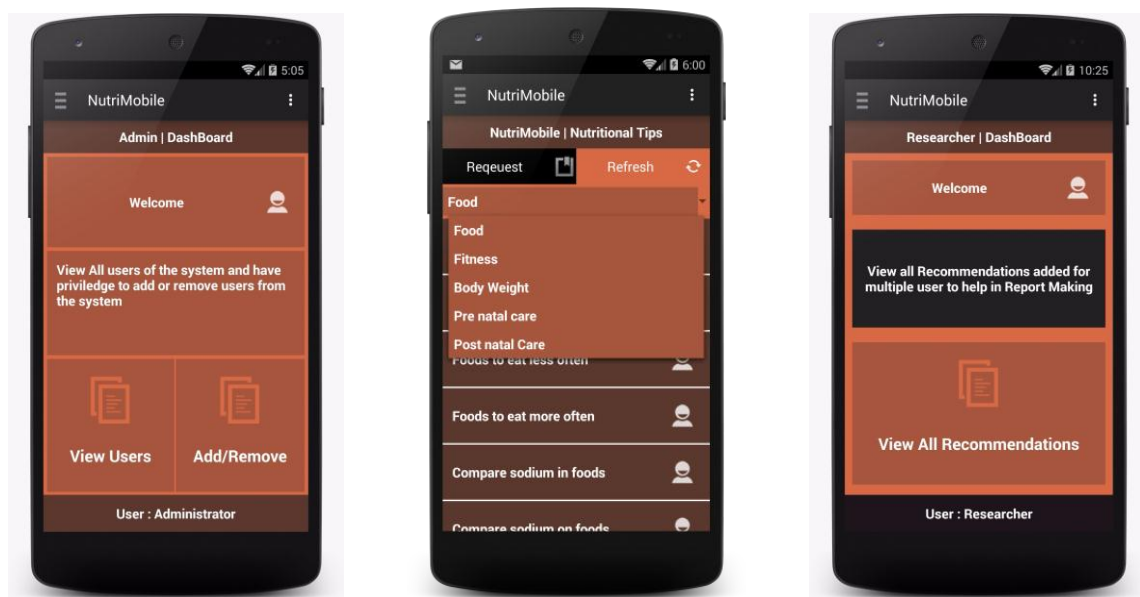 5:05
NutriMobile
Admin | DashBoard
Welcome
View All users of the system and have
priviledge to add or remove users from
the system
View Users
Add/Remove
User : Administrator
6:00
NutriMobile
NutriMobile | Nutritional Tips
Reqeuest
Refresh
Food
Food
Fitness
Body Weight
Pre natal care
Post natal Care
Foods to eat less often
Foods to eat more often
Compare sodium in foods
Compare sodium on foods
10:25
NutriMobile
Researcher | DashBoard
Welcome
View all Recommendations added for
multiple user to help in Report Making
View All Recommendations
User : Researcher